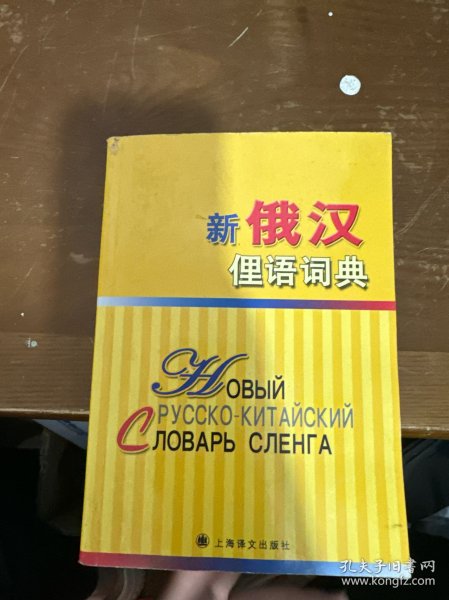 新俄汉
俚语词典
Новый
Русско-китайский
Словарь сленга
上海译文出版社
孔夫子旧书网
www.kongfz.com